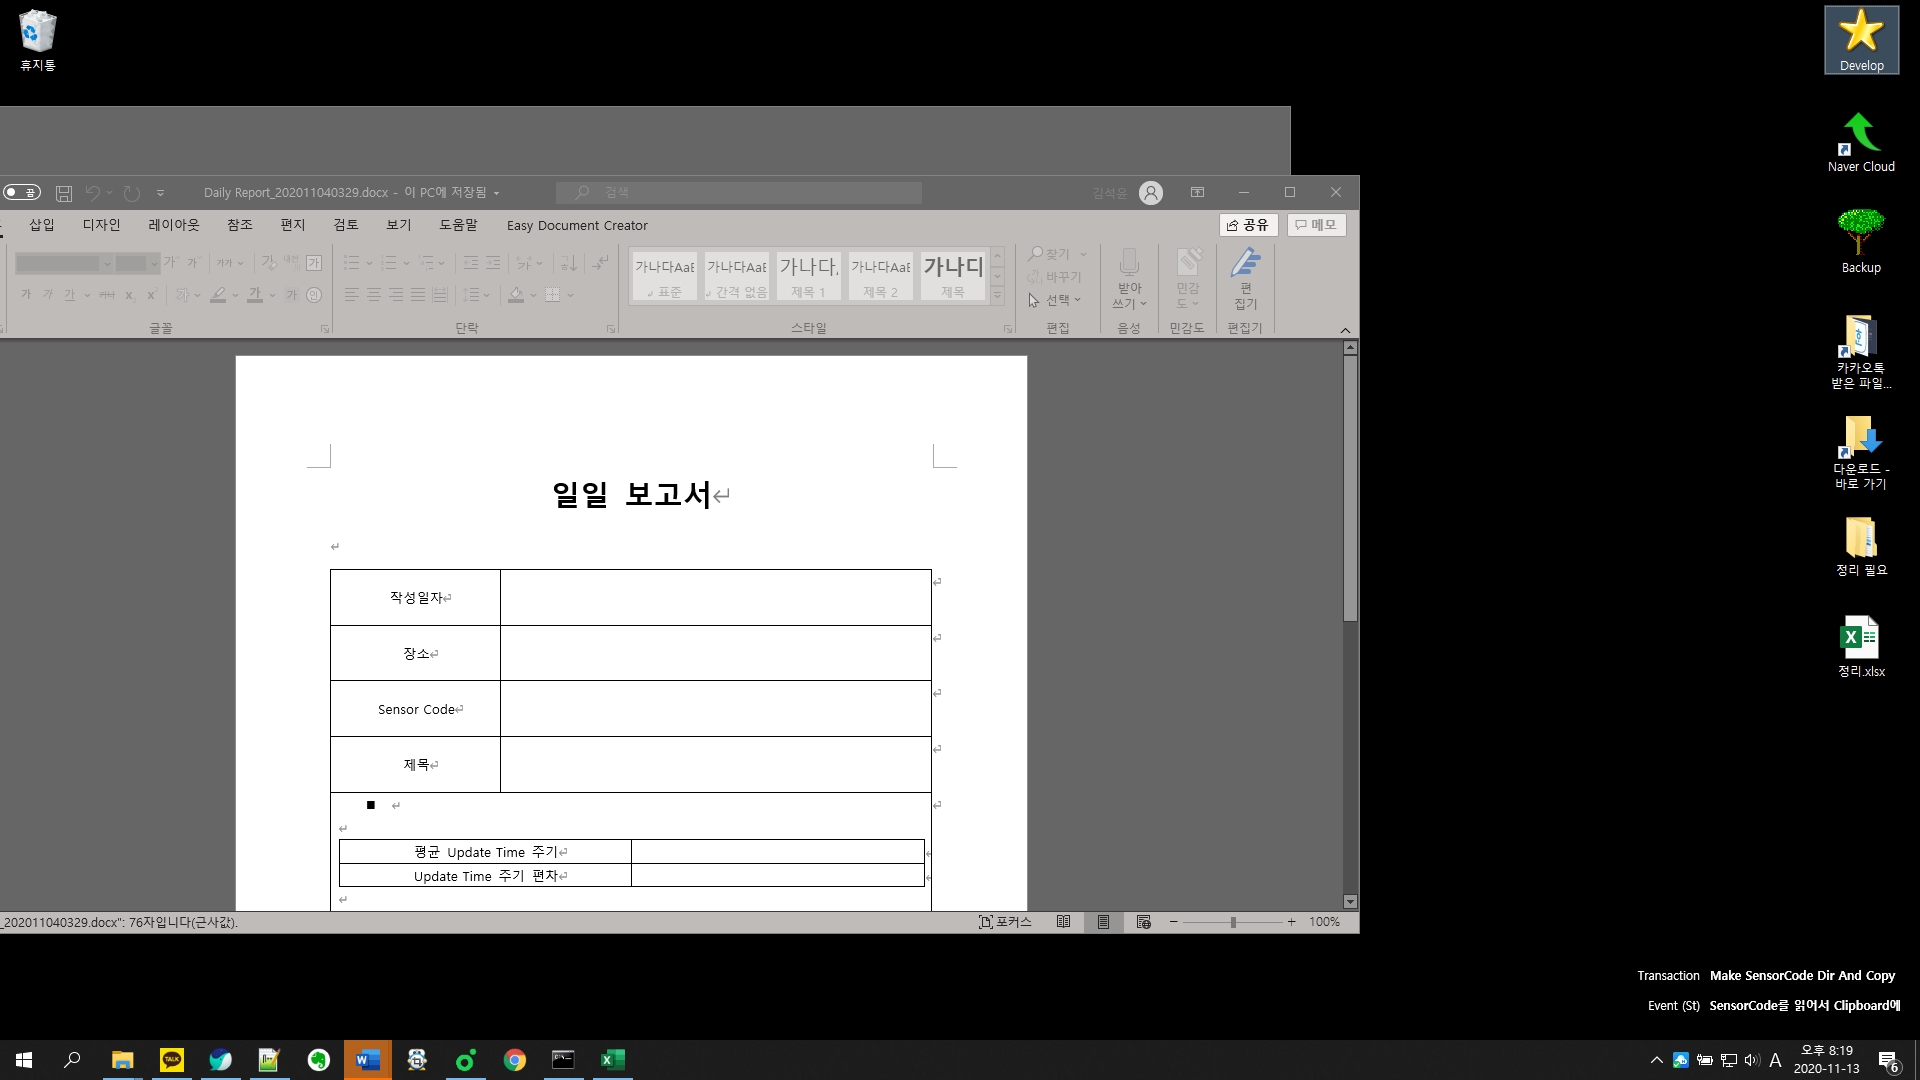 휴지통
Develop
Naver Cloud
Backup
카카오톡
받은 파일...
다운로드 -
바로 가기
정리 필요
정리.xlsx
끔
Daily Report_202011040329.docx - 이 PC에 저장됨
검색
김석윤
삽입 디자인 레이아웃 참조 편지 검토 보기 도움말 Easy Document Creator
공유 메모
가나다AaB 가나다AaB 가나다 가나다AaB 가나다
표준 간격 없음 제목 1 제목 2 제목
찾기
바꾸기
선택
받아
쓰기
민감
도
편
집기
글꼴 단락 스타일 편집 음성 민감도 편집기
일일 보고서
작성일자
장소
Sensor Code
제목
평균 Update Time 주기
Update Time 주기 편차
_202011040329.docx": 76자입니다(근사값).
포커스
100%
Transaction Make SensorCode Dir And Copy
Event (St) SensorCode를 읽어서 Clipboard에
TALK
A
오후 8:19
2020-11-13
6